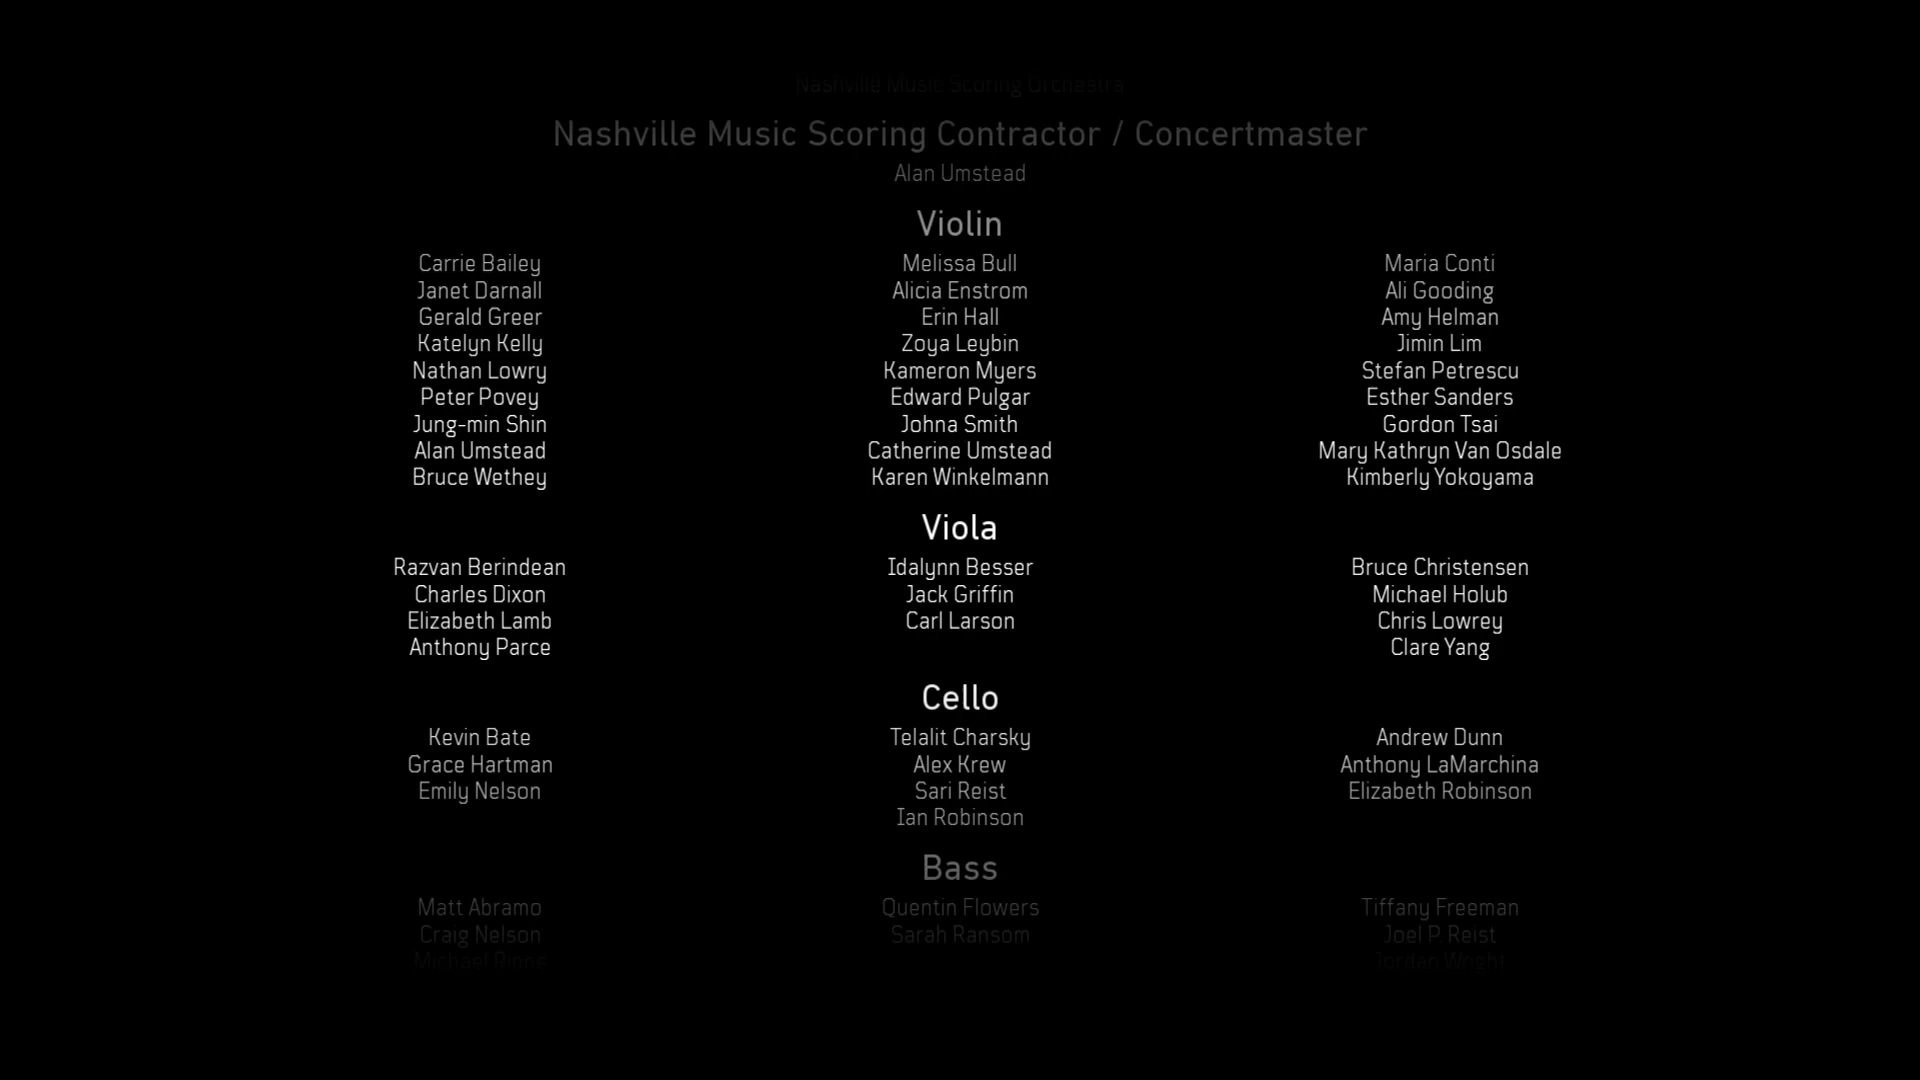 Nashville Music Scoring Orchestra
Nashville Music Scoring Contractor / Concertmaster
Alan Umstead
Violin
Carrie Bailey Melissa Bull Maria Conti
Janet Darnall Alicia Enstrom Ali Gooding
Gerald Greer Erin Hall Amy Helman
Katelyn Kelly Zoya Leybin Jimin Lim
Nathan Lowry Kameron Myers Stefan Petrescu
Peter Povey Edward Pulgar Esther Sanders
Jung-min Shin Johna Smith Gordon Tsai
Alan Umstead Catherine Umstead Mary Kathryn Van Osdale
Bruce Wethey Karen Winkelmann Kimberly Yokoyama
Viola
Razvan Berindean Idalynn Besser Bruce Christensen
Charles Dixon Jack Griffin Michael Holub
Elizabeth Lamb Carl Larson Chris Lowrey
Anthony Parce Clare Yang
Cello
Kevin Bate Telalit Charsky Andrew Dunn
Grace Hartman Alex Krew Anthony LaMarchina
Emily Nelson Sari Reist Elizabeth Robinson
Ian Robinson
Bass
Matt Abramo Quentin Flowers Tiffany Freeman
Craig Nelson Sarah Ransom Joel P. Reist
Michael Rinne Jordan Wright